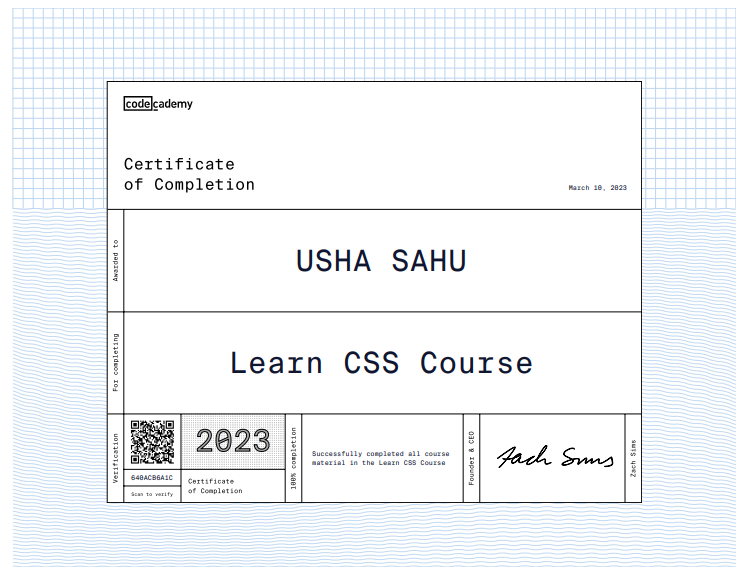 codecademy
Certificate
of Completion
March 10, 2023
Awarded to
USHA SAHU
For completing
Learn CSS Course
Verification
640ACB6A1C
Scan to verify
2023
Certificate
of Completion
100% completion
Successfully completed all course
material in the Learn CSS Course
Founder & CEO
Zach Sims
Zach Sims